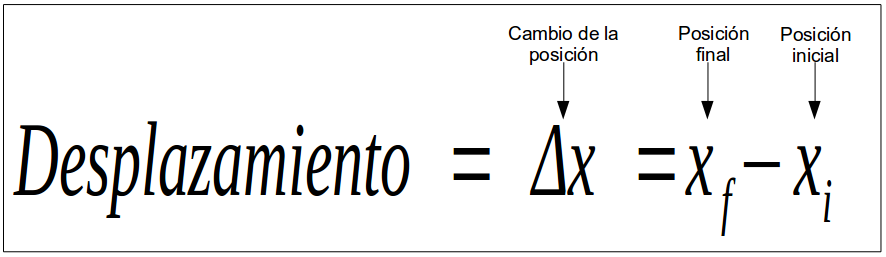 Cambio de la
posición
Posición
final
Posición
inicial
Desplazamiento = Δx = x_f − x_i